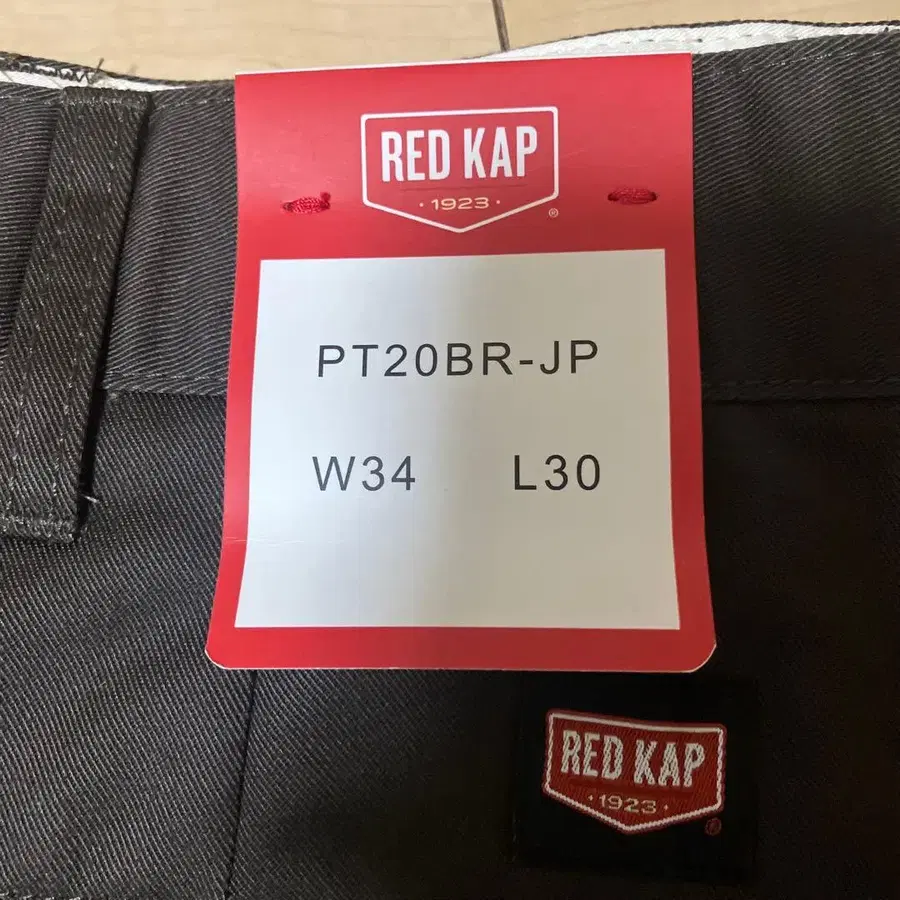 RED KAP
· 1923 ·
®
PT20BR-JP
W34 L30
RED KAP
· 1923 ·
®